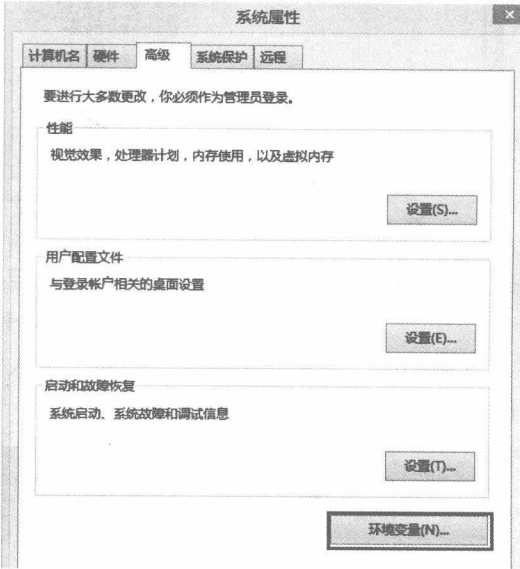 系统属性
计算机名 硬件 高级 系统保护 远程
要进行大多数更改，你必须作为管理员登录。
性能
视觉效果，处理器计划，内存使用，以及虚拟内存
设置(S)...
用户配置文件
与登录帐户相关的桌面设置
设置(E)...
启动和故障恢复
系统启动、系统故障和调试信息
设置(T)...
环境变量(N)...